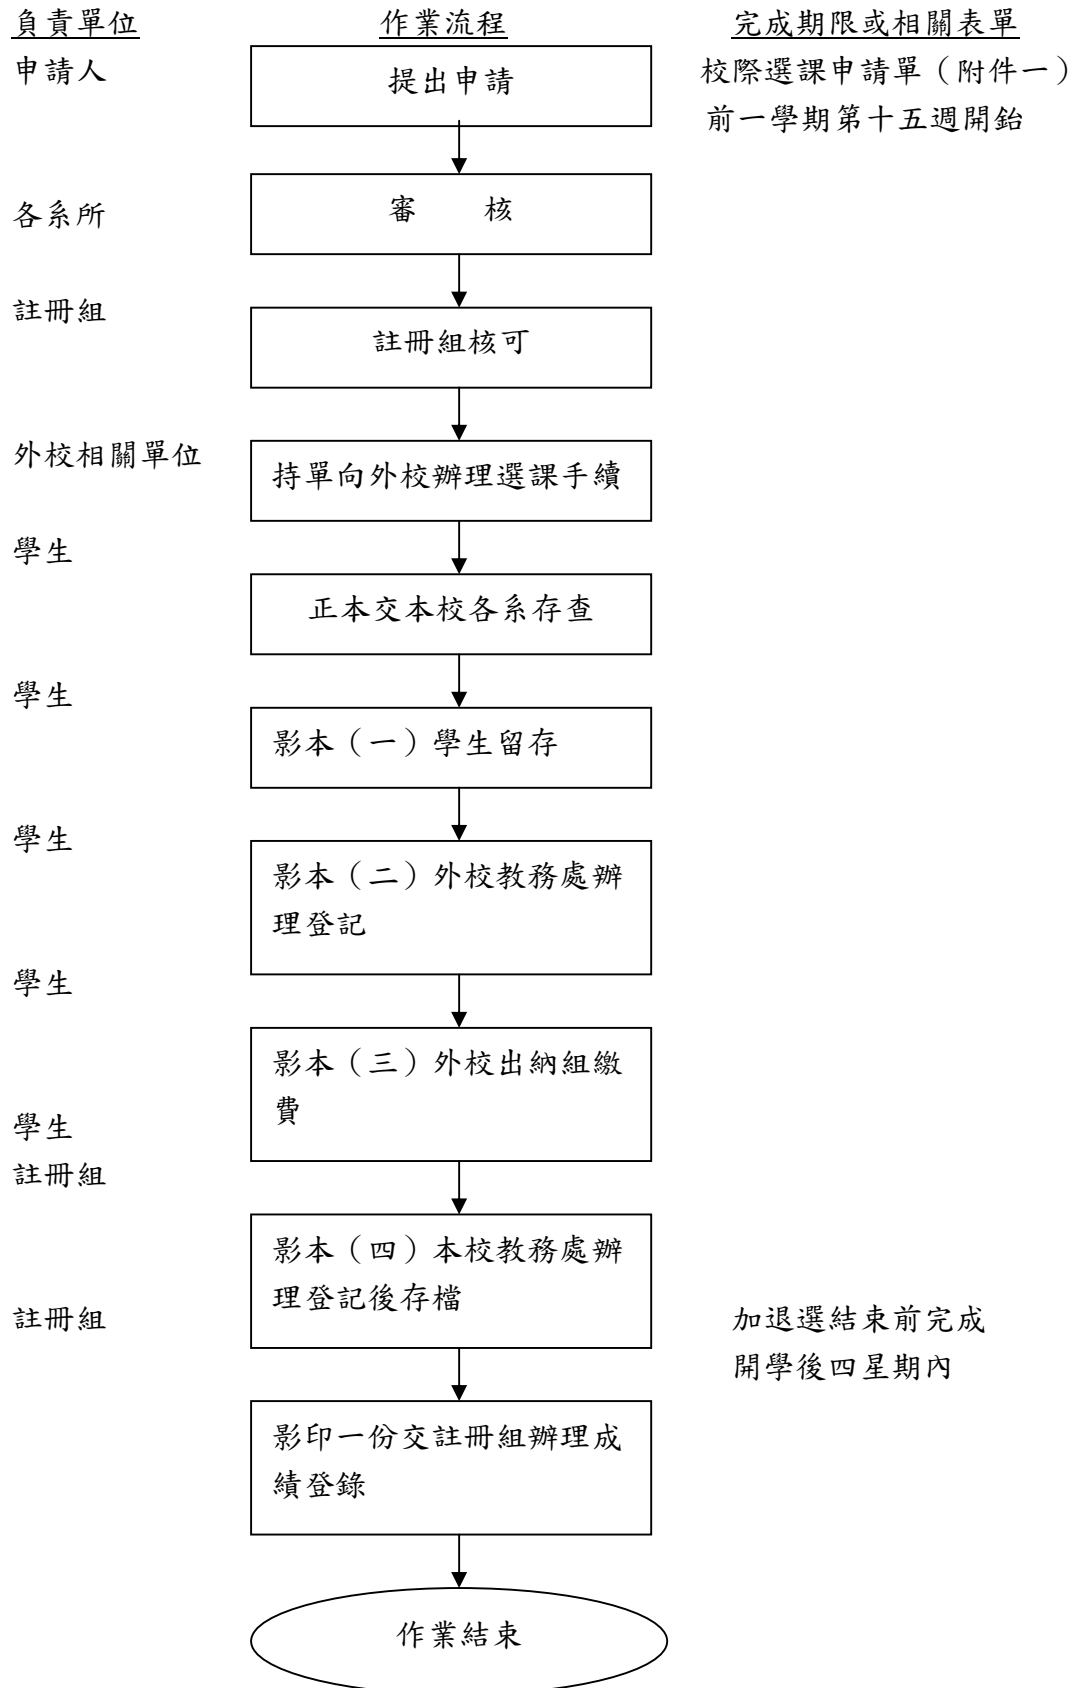 負責單位 作業流程 完成期限或相關表單
申請人 提出申請 校際選課申請單（附件一）
前一學期第十五週開始
各系所 審　　核
註冊組
註冊組核可
外校相關單位
持單向外校辦理選課手續
學生
正本交本校各系存查
學生
影本（一）學生留存
學生
影本（二）外校教務處辦
理登記
學生
影本（三）外校出納組繳
費
學生
註冊組
影本（四）本校教務處辦
理登記後存檔
註冊組 加退選結束前完成
開學後四星期內
影印一份交註冊組辦理成
績登錄
作業結束